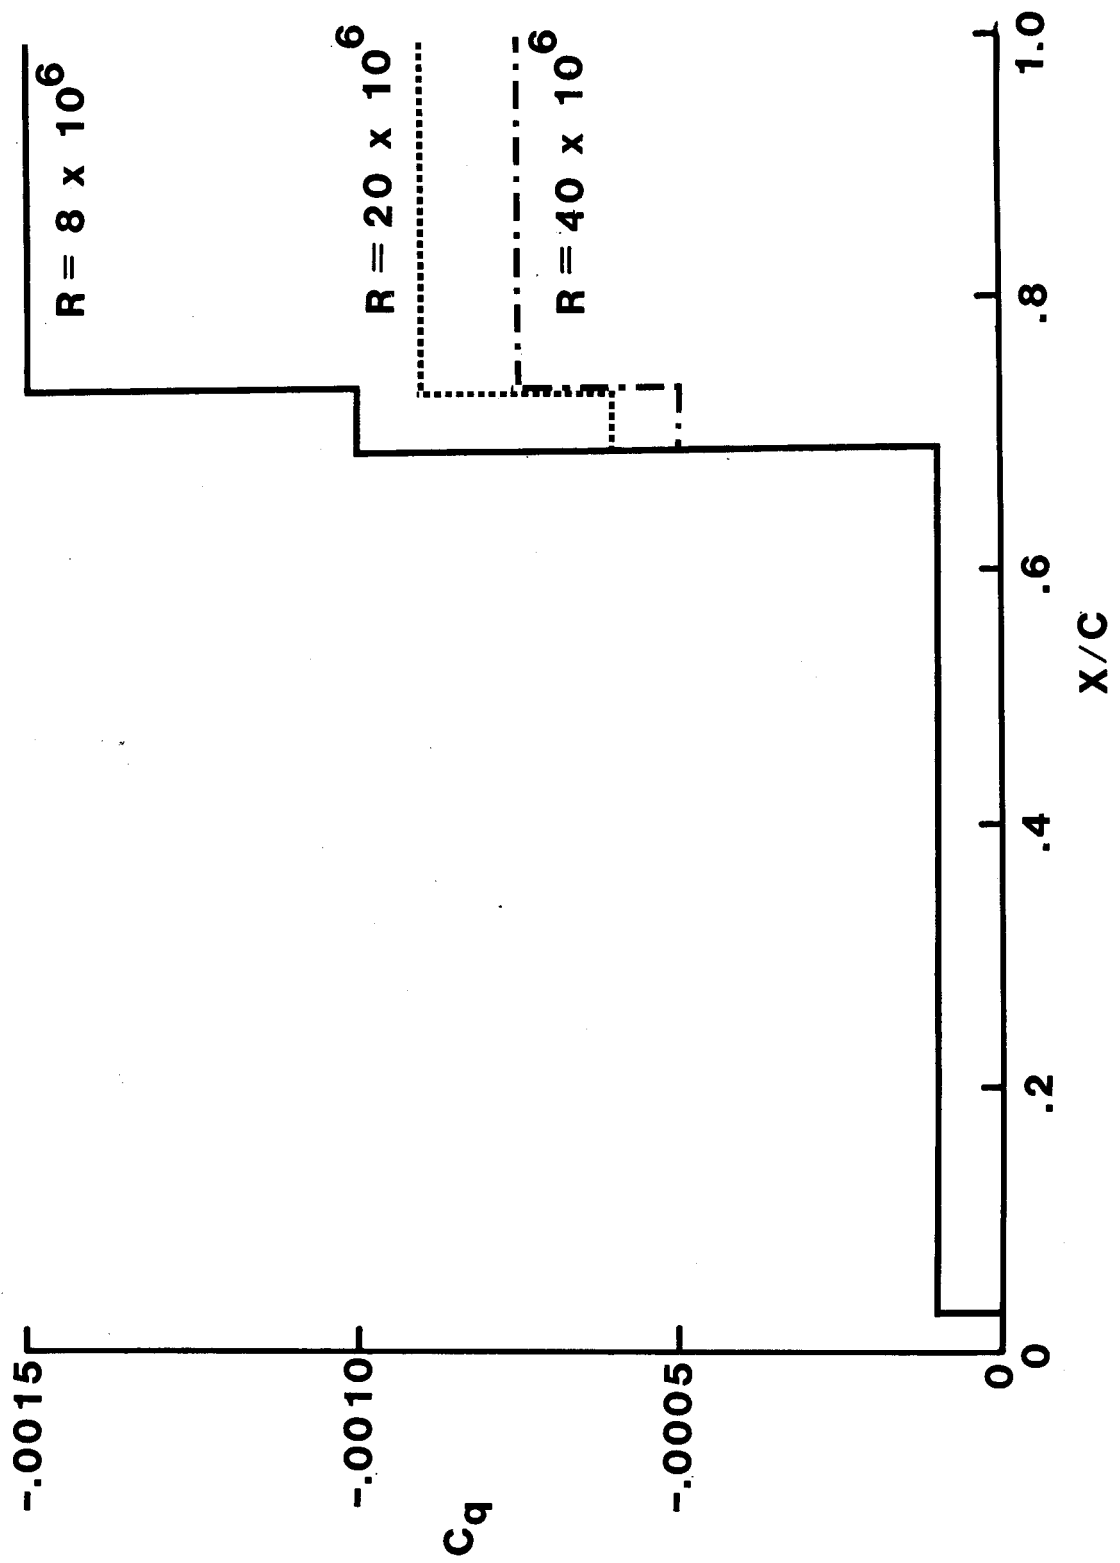 -.0015
-.0010
-.0005
0
Cq
R = 8 x 10^6
R = 20 x 10^6
R = 40 x 10^6
0
.2
.4
.6
.8
1.0
X/C